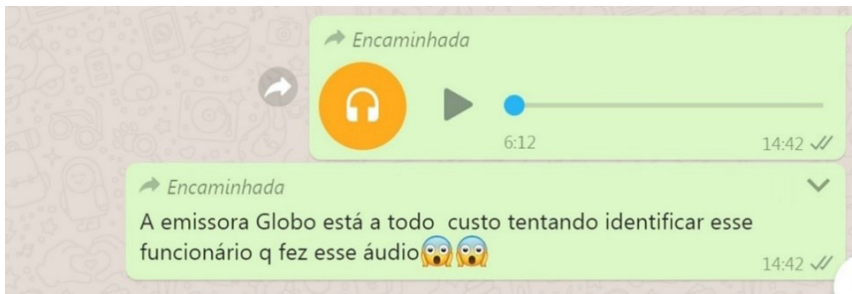 Encaminhada
6:12 14:42
Encaminhada
A emissora Globo está a todo custo tentando identificar esse
funcionário q fez esse áudio😱😱
14:42